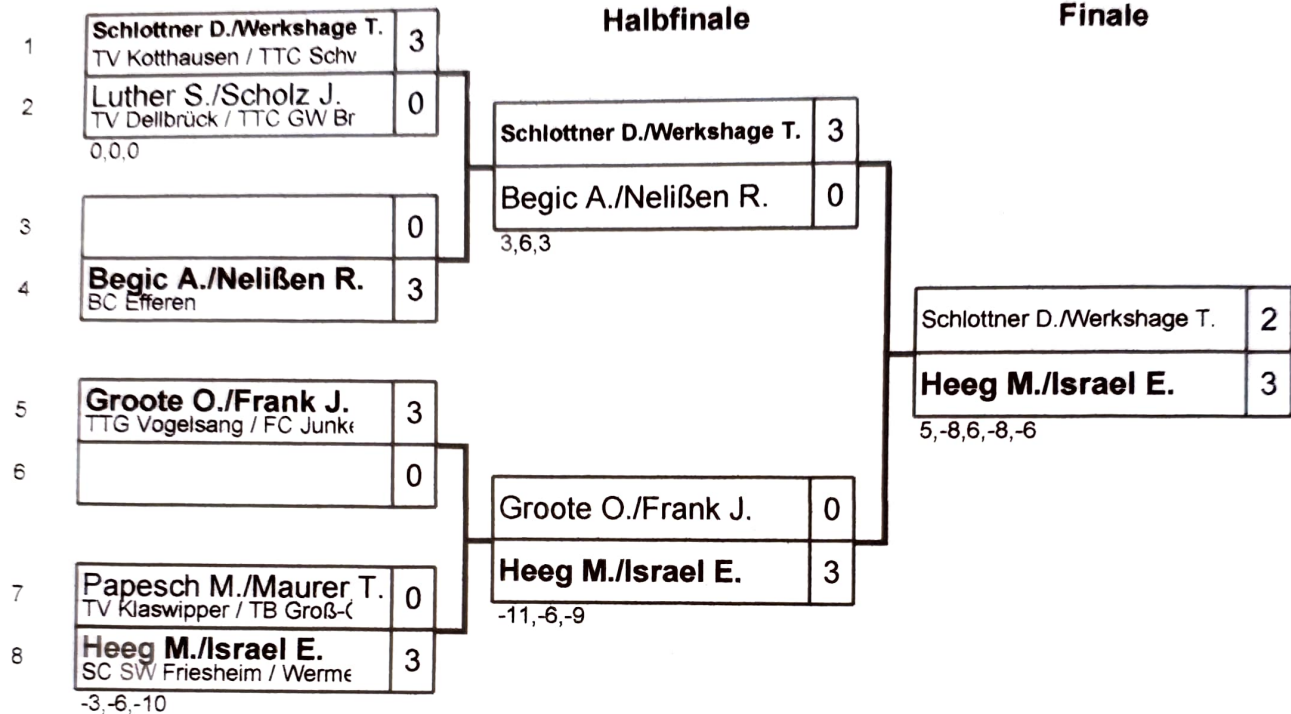 Halbfinale
Finale
1
Schlottner D./Werkshage T.
3
TV Kotthausen / TTC Schw
2
Luther S./Scholz J.
0
TV Dellbrück / TTC GW Br
0,0,0
3
0
4
Begic A./Nelißen R.
3
BC Efferen
5
Groote O./Frank J.
3
TTG Vogelsang / FC Junke
6
0
7
Papesch M./Maurer T.
0
TV Klaswipper / TB Groß-
8
Heeg M./Israel E.
3
SC SW Friesheim / Werme
-3,-6,-10
Schlottner D./Werkshage T.
3
Begic A./Nelißen R.
0
3,6,3
Groote O./Frank J.
0
Heeg M./Israel E.
3
-11,-6,-9
Schlottner D./Werkshage T.
2
Heeg M./Israel E.
3
5,-8,6,-8,-6